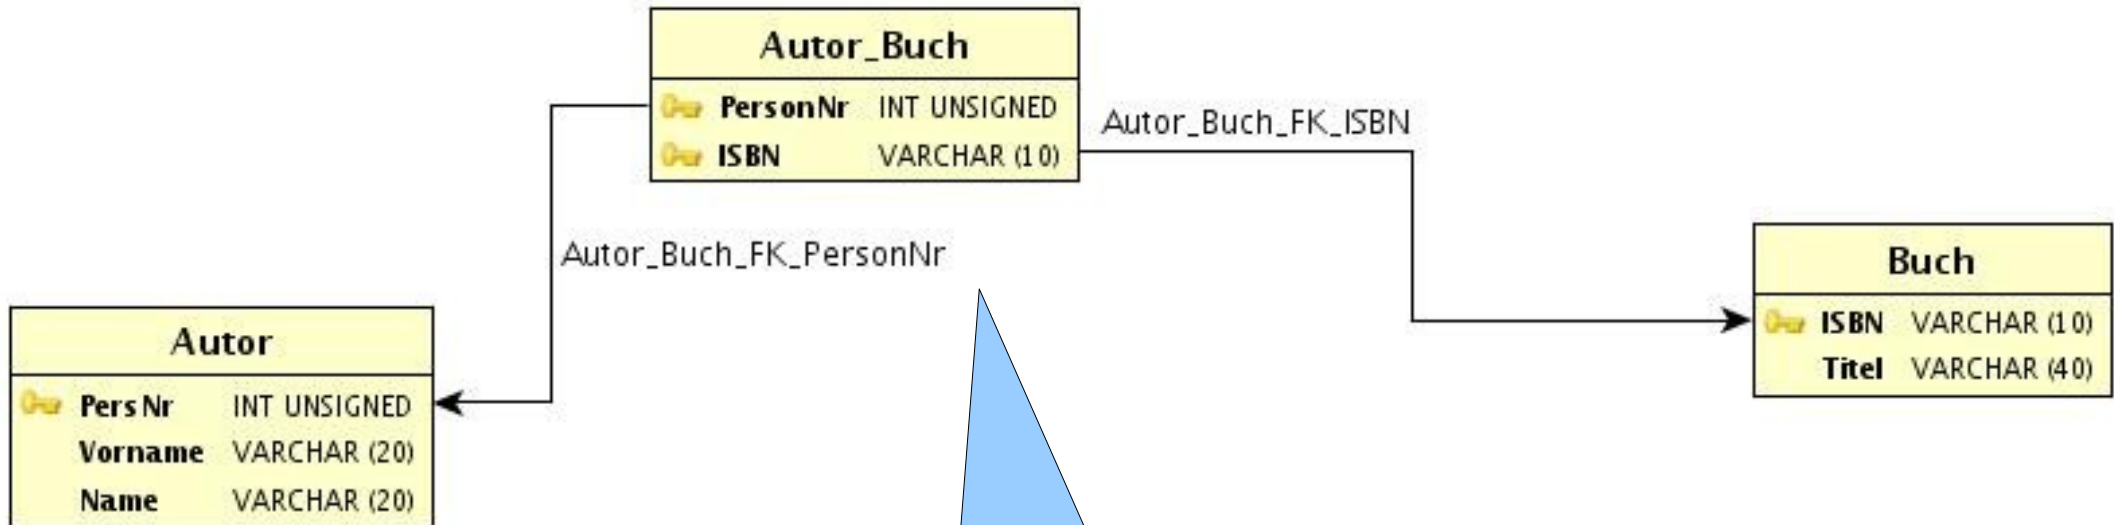 Autor_Buch
PersonNr INT UNSIGNED
ISBN VARCHAR (10)
Autor_Buch_FK_ISBN
Autor_Buch_FK_PersonNr
Buch
ISBN VARCHAR (10)
Titel VARCHAR (40)
Autor
PersNr INT UNSIGNED
Vorname VARCHAR (20)
Name VARCHAR (20)